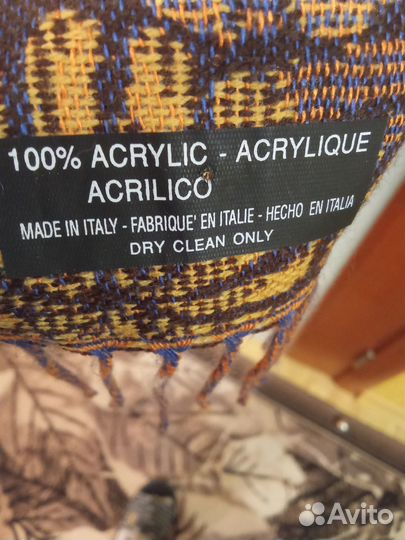 100% ACRYLIC - ACRYLIQUE
ACRILICO
MADE IN ITALY - FABRIQUE' EN ITALIE - HECHO EN ITALIA
DRY CLEAN ONLY
Avito